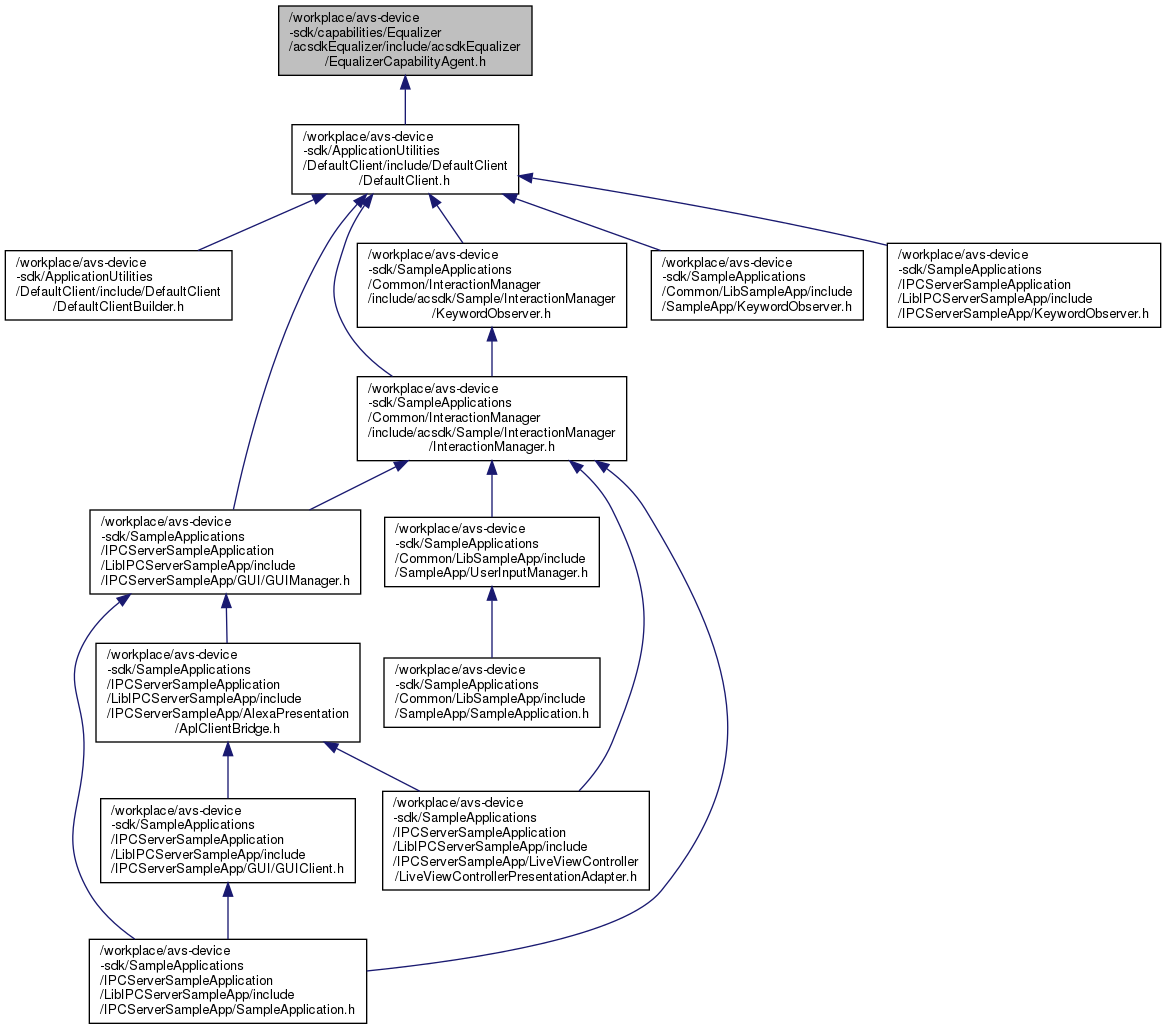 /workplace/avs-device
-sdk/capabilities/Equalizer
/acsdkEqualizer/include/acsdkEqualizer
/EqualizerCapabilityAgent.h
/workplace/avs-device
-sdk/ApplicationUtilities
/DefaultClient/include/DefaultClient
/DefaultClient.h
/workplace/avs-device
-sdk/ApplicationUtilities
/DefaultClient/include/DefaultClient
/DefaultClientBuilder.h
/workplace/avs-device
-sdk/SampleApplications
/Common/InteractionManager
/include/acsdk/Sample/InteractionManager
/KeywordObserver.h
/workplace/avs-device
-sdk/SampleApplications
/Common/LibSampleApp/include
/SampleApp/KeywordObserver.h
/workplace/avs-device
-sdk/SampleApplications
/IPCServerSampleApplication
/LibIPCServerSampleApp/include
/IPCServerSampleApp/KeywordObserver.h
/workplace/avs-device
-sdk/SampleApplications
/Common/InteractionManager
/include/acsdk/Sample/InteractionManager
/InteractionManager.h
/workplace/avs-device
-sdk/SampleApplications
/IPCServerSampleApplication
/LibIPCServerSampleApp/include
/IPCServerSampleApp/GUI/GUIManager.h
/workplace/avs-device
-sdk/SampleApplications
/Common/LibSampleApp/include
/SampleApp/UserInputManager.h
/workplace/avs-device
-sdk/SampleApplications
/IPCServerSampleApplication
/LibIPCServerSampleApp/include
/IPCServerSampleApp/AlexaPresentation
/AplClientBridge.h
/workplace/avs-device
-sdk/SampleApplications
/Common/LibSampleApp/include
/SampleApp/SampleApplication.h
/workplace/avs-device
-sdk/SampleApplications
/IPCServerSampleApplication
/LibIPCServerSampleApp/include
/IPCServerSampleApp/GUI/GUIClient.h
/workplace/avs-device
-sdk/SampleApplications
/IPCServerSampleApplication
/LibIPCServerSampleApp/include
/IPCServerSampleApp/LiveViewController
/LiveViewControllerPresentationAdapter.h
/workplace/avs-device
-sdk/SampleApplications
/IPCServerSampleApplication
/LibIPCServerSampleApp/include
/IPCServerSampleApp/SampleApplication.h